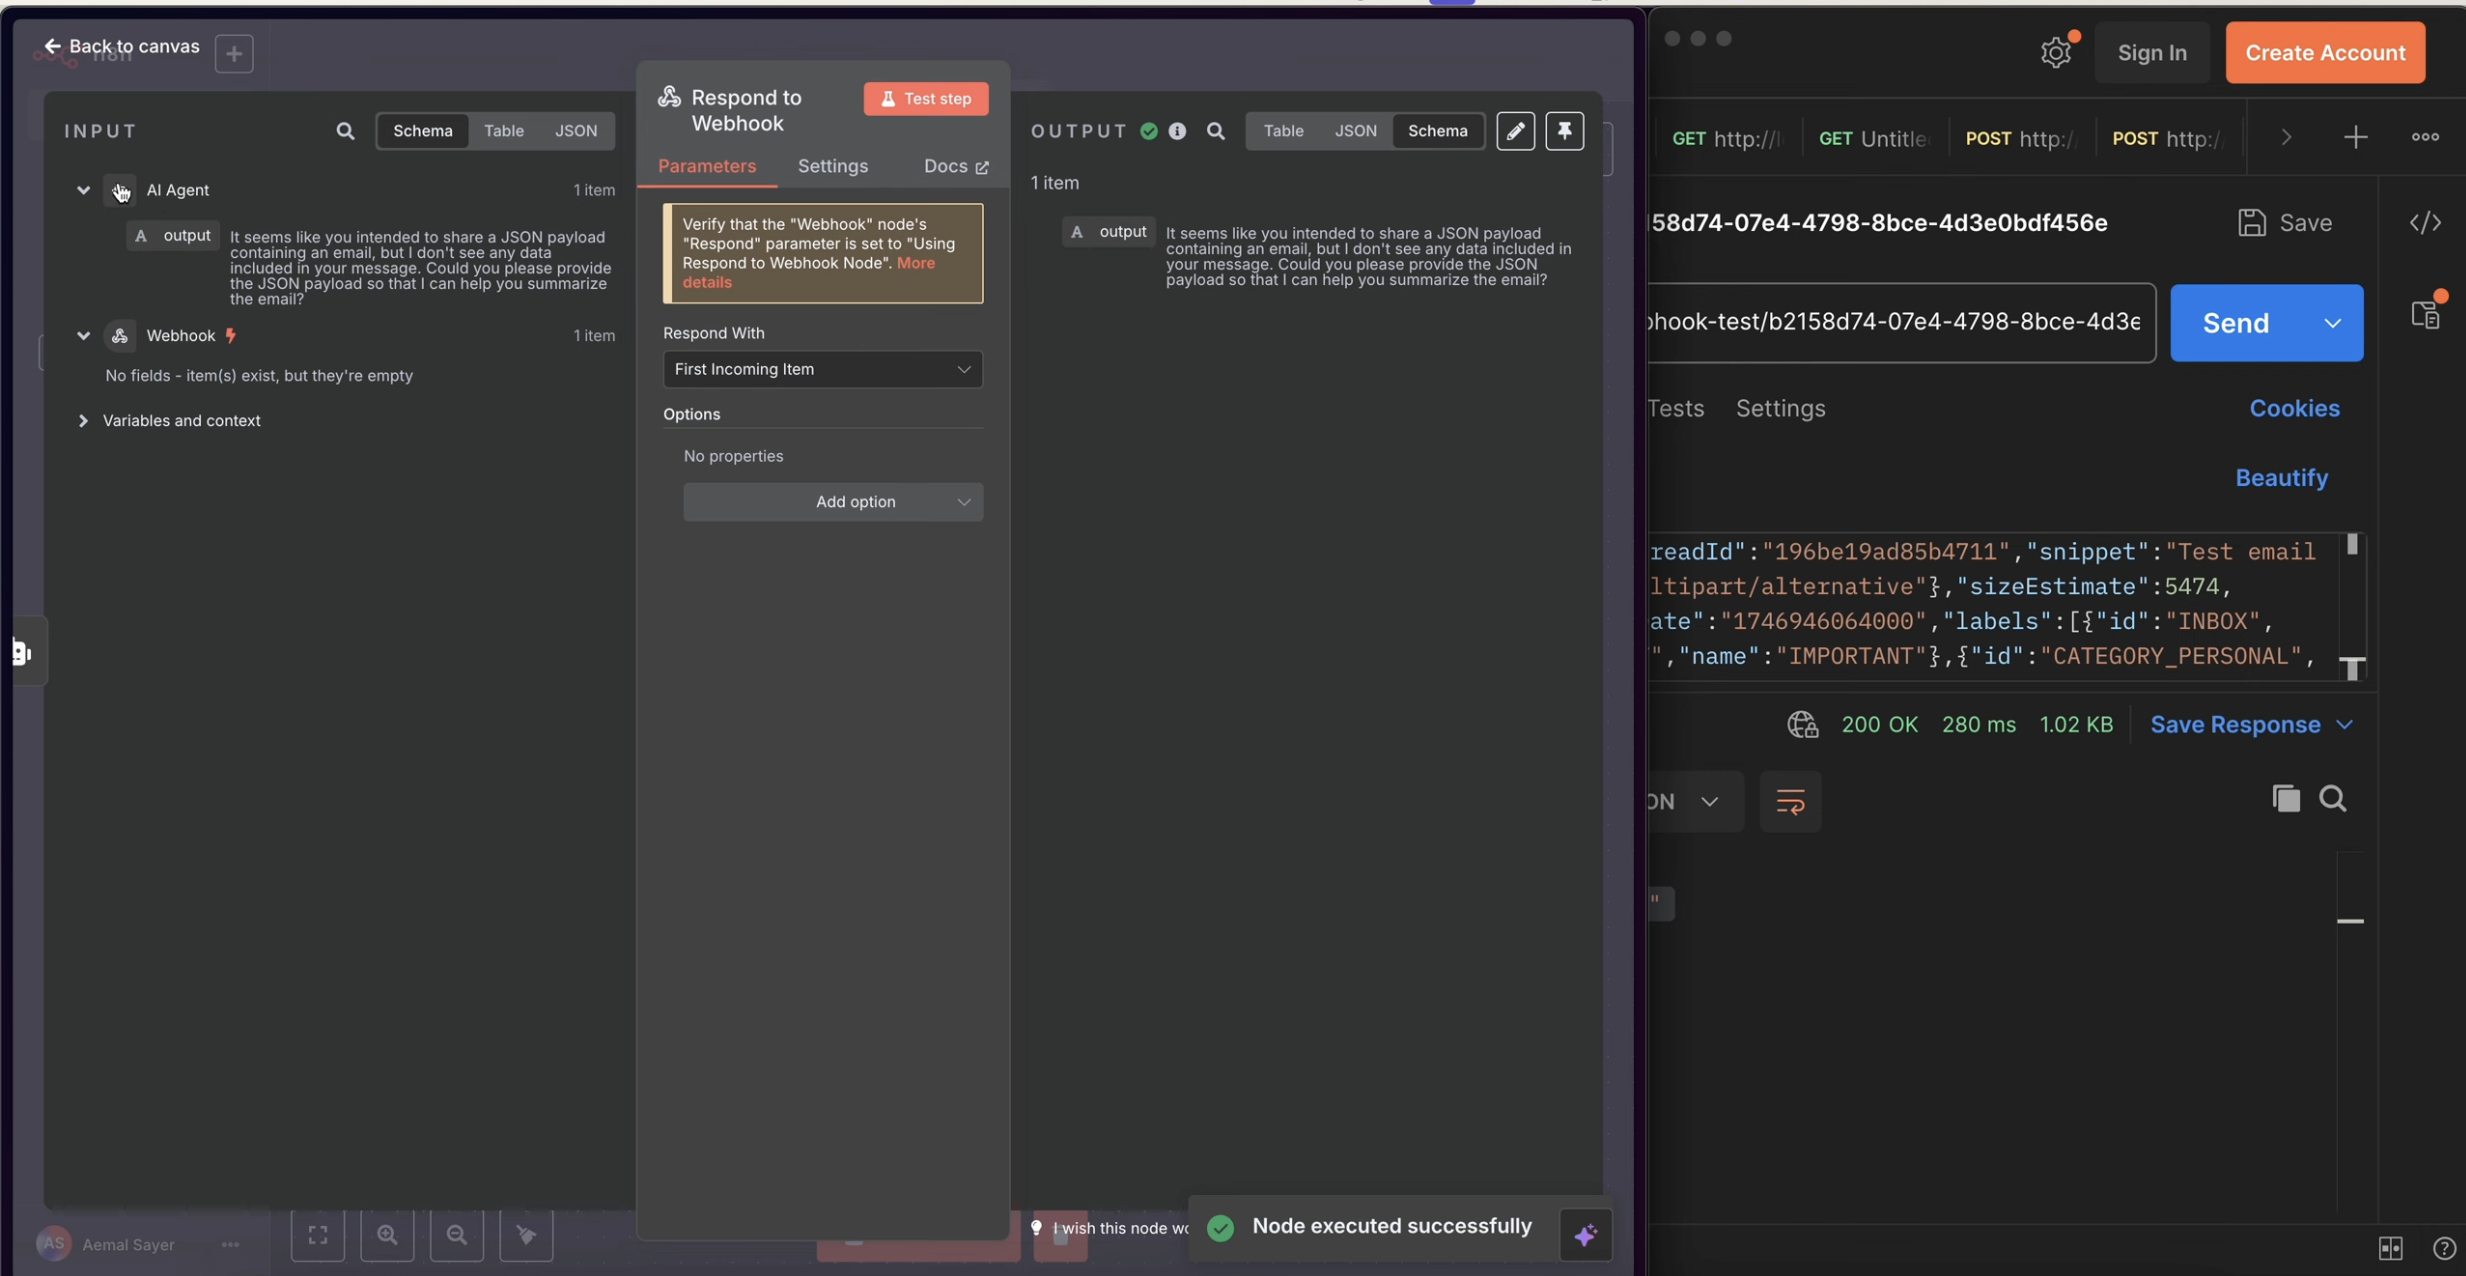 Back to canvas
n8n
INPUT
Schema
Table
JSON
AI Agent
1 item
A output
It seems like you intended to share a JSON payload
containing an email, but I don't see any data
included in your message. Could you please provide
the JSON payload so that I can help you summarize
the email?
Webhook
1 item
No fields - item(s) exist, but they're empty
Variables and context
Respond to
Webhook
Test step
Parameters
Settings
Docs
Verify that the "Webhook" node's
"Respond" parameter is set to "Using
Respond to Webhook Node". More
details
Respond With
First Incoming Item
Options
No properties
Add option
OUTPUT
Table
JSON
Schema
1 item
A output
It seems like you intended to share a JSON payload
containing an email, but I don't see any data included in
your message. Could you please provide the JSON
payload so that I can help you summarize the email?
AS
Aemal Sayer
I wish this node wo
Node executed successfully
Sign In
Create Account
GET http://l
GET Untitle
POST http:/
POST http:/
58d74-07e4-4798-8bce-4d3e0bdf456e
Save
</>
hook-test/b2158d74-07e4-4798-8bce-4d3e
Send
Tests
Settings
Cookies
Beautify
readId":"196be19ad85b4711","snippet":"Test email
ltipart/alternative"},"sizeEstimate":5474,
ate":"1746946064000","labels":[{"id":"INBOX",
","name":"IMPORTANT"},{"id":"CATEGORY_PERSONAL",
200 OK
280 ms
1.02 KB
Save Response
ON
"